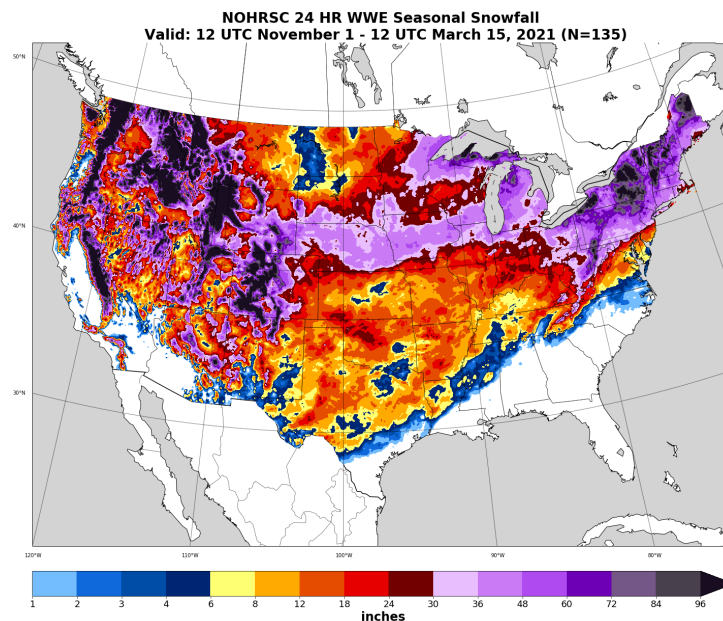 NOHRSC 24 HR WWE Seasonal Snowfall
Valid: 12 UTC November 1 - 12 UTC March 15, 2021 (N=135)
50°N
40°N
30°N
120°W 110°W 100°W 90°W 80°W
1 2 3 4 6 8 12 18 24 30 36 48 60 72 84 96
inches